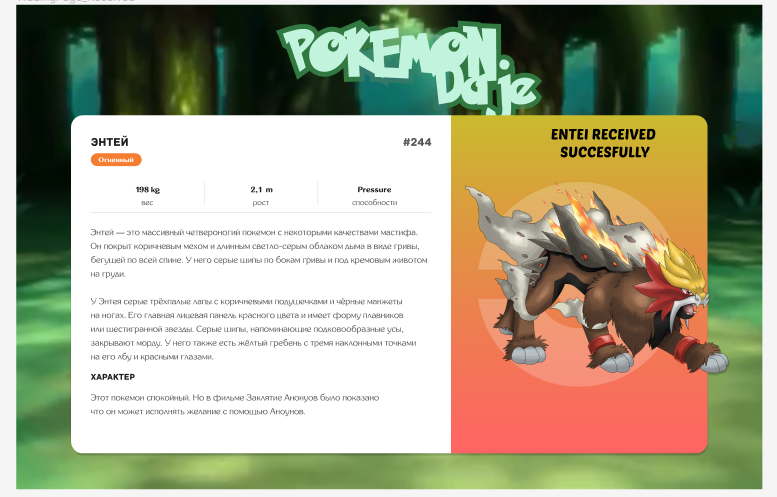 POKEMON
Daje
ЭНТЕЙ
#244
Огненный
198 kg
2,1 m
Pressure
вес
рост
способности
Энтей — это массивный четвероногий покемон с некоторыми качествами мастифа.
Он покрыт коричневым мехом и длинным светло-серым облаком дыма в виде гривы,
бегущей по всей спине. У него серые шипы по бокам гривы и под кремовым животом
на груди.
У Энтея серые трёхпалые лапы с коричневыми подушечками и чёрные манжеты
на ногах. Его главная лицевая панель красного цвета и имеет форму плавников
или шестигранной звезды. Серые шипы, напоминающие подковообразные усы,
закрывают морду. У него также есть жёлтый гребень с тремя наклонными точками
на его лбу и красными глазами.
ХАРАКТЕР
Этот покемон спокойный. Но в фильме Заклятие Аноунов было показано
что он может исполнять желание с помощью Аноунов.
ENTEI RECEIVED
SUCCESFULLY